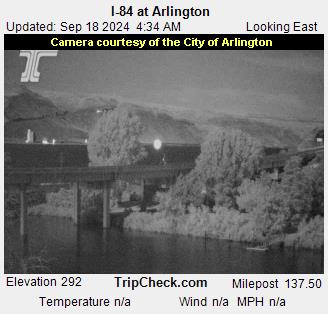 I-84 at Arlington
Updated: Sep 18 2024 4:34 AM Looking East
Camera courtesy of the City of Arlington
Elevation 292 TripCheck.com Milepost 137.50
Temperature n/a Wind n/a MPH n/a